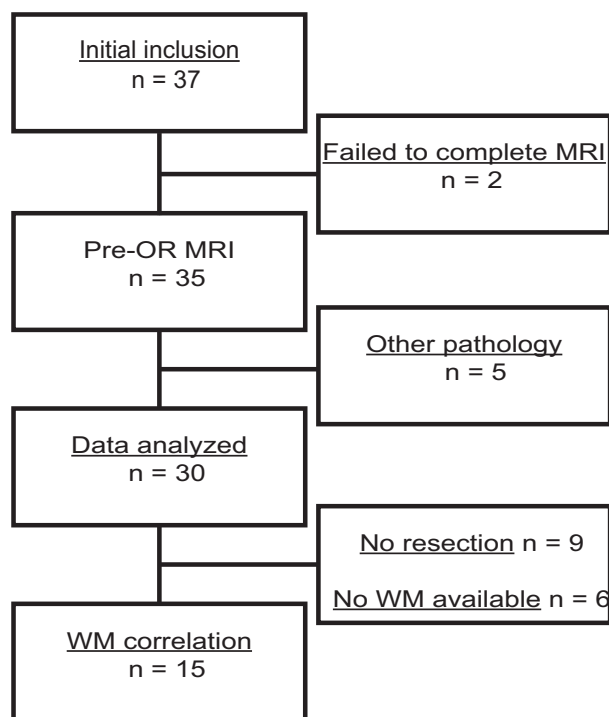 Initial inclusion
n = 37
Failed to complete MRI
n = 2
Pre-OR MRI
n = 35
Other pathology
n = 5
Data analyzed
n = 30
No resection n = 9
No WM available n = 6
WM correlation
n = 15